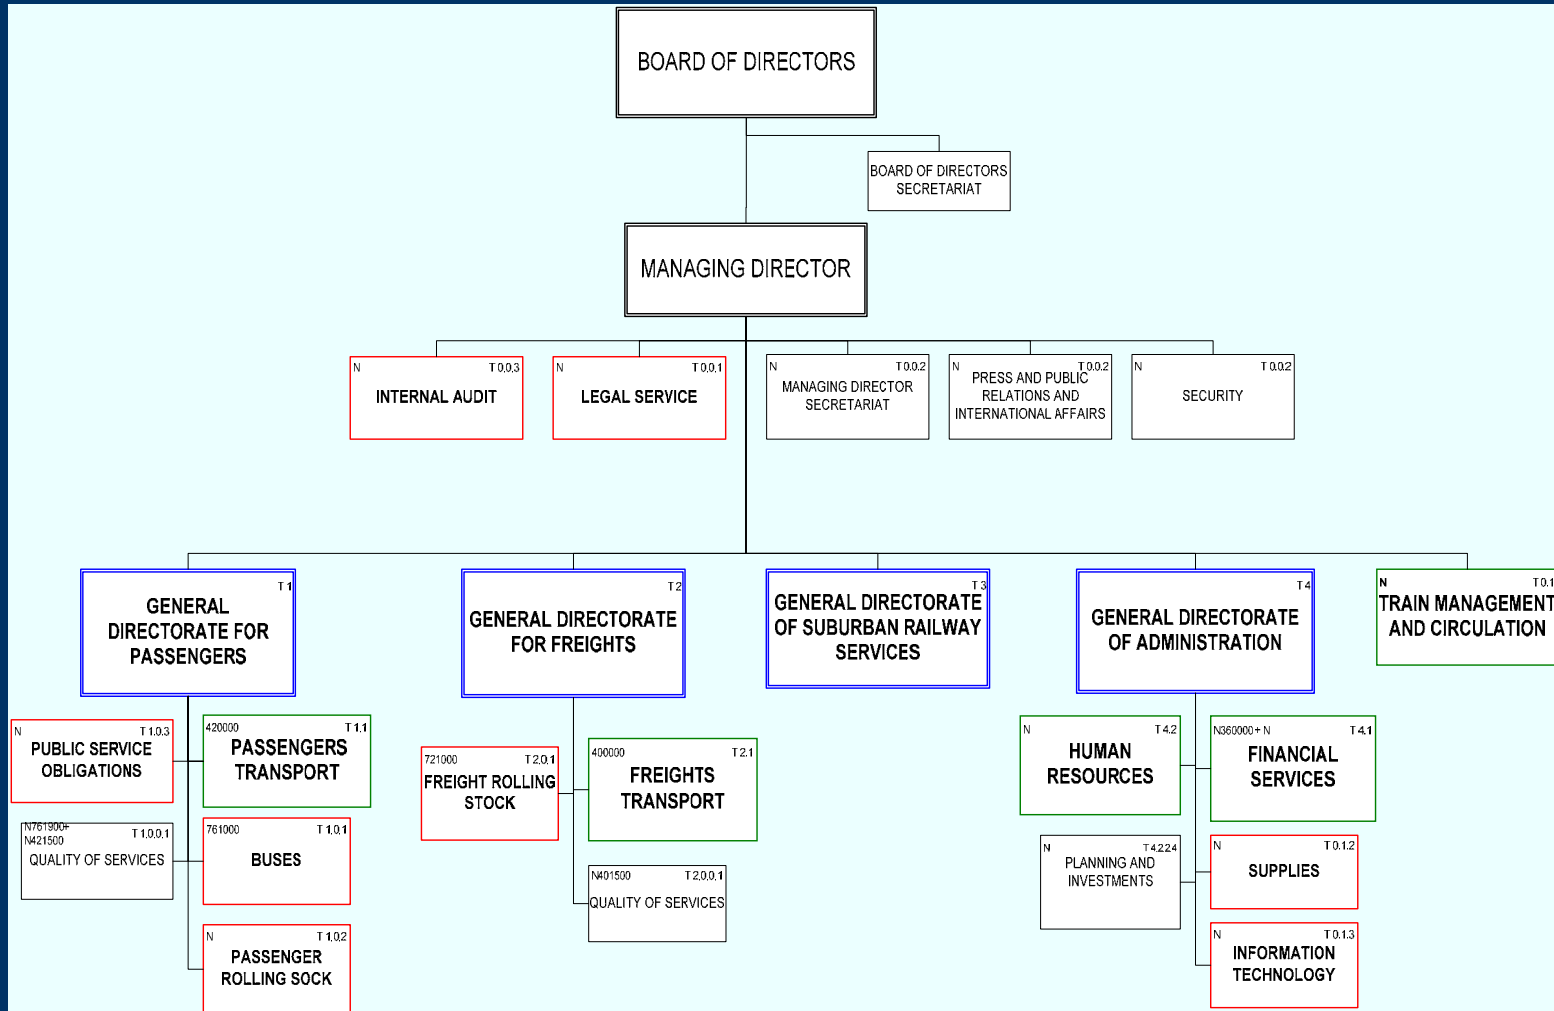 BOARD OF DIRECTORS
BOARD OF DIRECTORS
SECRETARIAT
MANAGING DIRECTOR
N T 0.0.3
INTERNAL AUDIT
N T 0.0.1
LEGAL SERVICE
N T 0.0.2
MANAGING DIRECTOR
SECRETARIAT
N T 0.0.2
PRESS AND PUBLIC
RELATIONS AND
INTERNATIONAL AFFAIRS
N T 0.0.2
SECURITY
T 1
GENERAL
DIRECTORATE FOR
PASSENGERS
T 2
GENERAL DIRECTORATE
FOR FREIGHTS
T 3
GENERAL DIRECTORATE
OF SUBURBAN RAILWAY
SERVICES
T 4
GENERAL DIRECTORATE
OF ADMINISTRATION
N T 0.1
TRAIN MANAGEMENT
AND CIRCULATION
N T 1.0.3
PUBLIC SERVICE
OBLIGATIONS
420000 T 1.1
PASSENGERS
TRANSPORT
N761900+
N421500 T 1.0.0.1
QUALITY OF SERVICES
761000 T 1.0.1
BUSES
N T 1.0.2
PASSENGER
ROLLING SOCK
721000 T 2.0.1
FREIGHT ROLLING
STOCK
400000 T 2.1
FREIGHTS
TRANSPORT
N401500 T 2.0.0.1
QUALITY OF SERVICES
N T 4.2
HUMAN
RESOURCES
N360000+ N T 4.1
FINANCIAL
SERVICES
N T 4.2.2.4
PLANNING AND
INVESTMENTS
N T 0.1.2
SUPPLIES
N T 0.1.3
INFORMATION
TECHNOLOGY